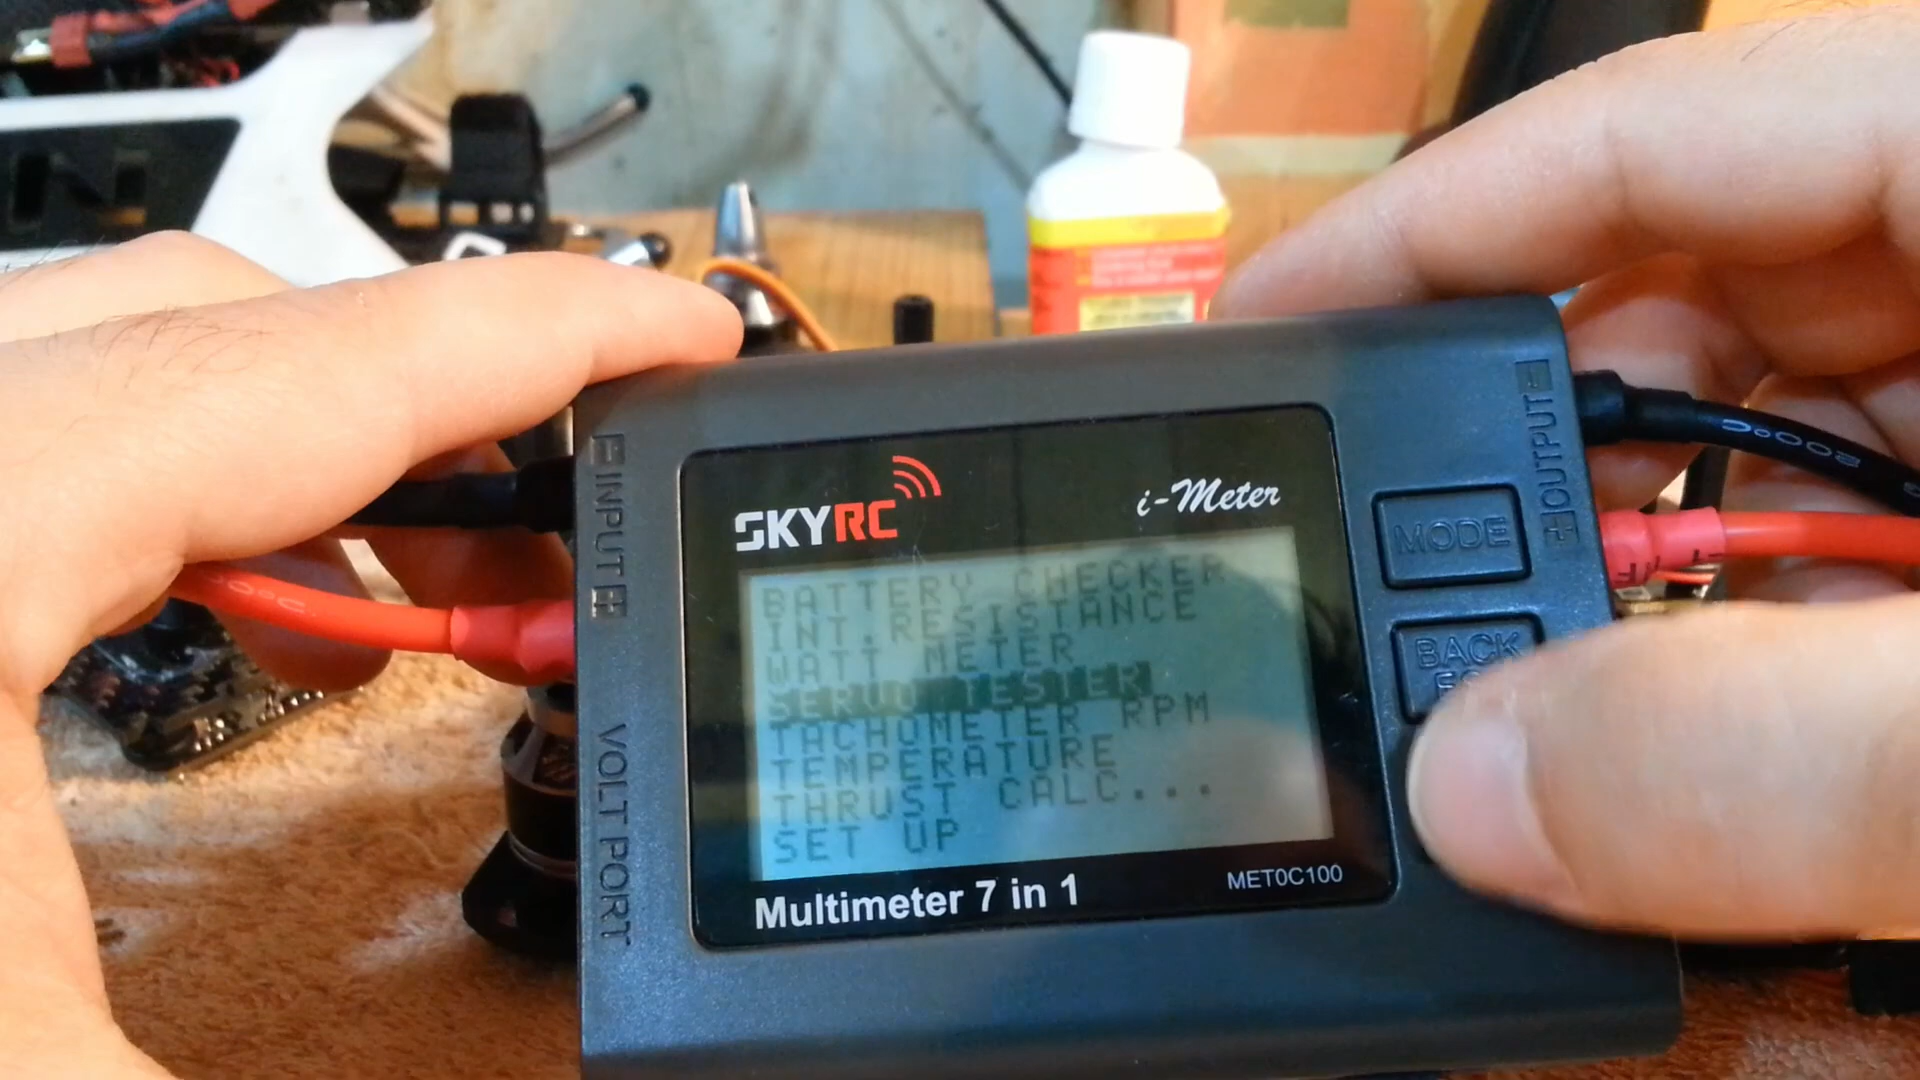 SKYRC
i-Meter
BATTERY CHECKER
INT.RESISTANCE
WATT METER
SERVO TESTER
TACHOMETER RPM
TEMPERATURE
THRUST CALC...
SET UP
Multimeter 7 in 1
MET0C100
- INPUT +
VOLT PORT
+ OUTPUT -
MODE
BACK
200°C